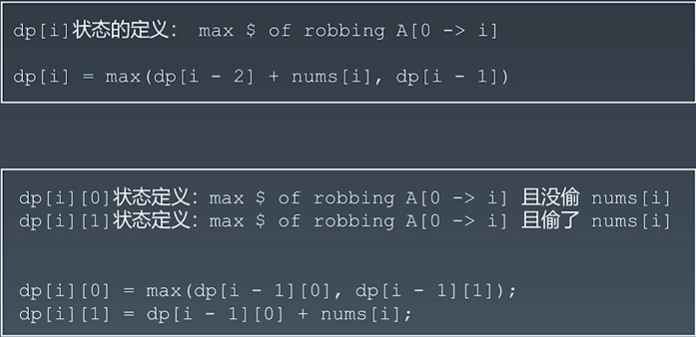 dp[i]状态的定义: max $ of robbing A[0 -> i]
dp[i] = max(dp[i - 2] + nums[i], dp[i - 1])
dp[i][0]状态定义: max $ of robbing A[0 -> i] 且没偷 nums[i]
dp[i][1]状态定义: max $ of robbing A[0 -> i] 且偷了 nums[i]
dp[i][0] = max(dp[i - 1][0], dp[i - 1][1]);
dp[i][1] = dp[i - 1][0] + nums[i];